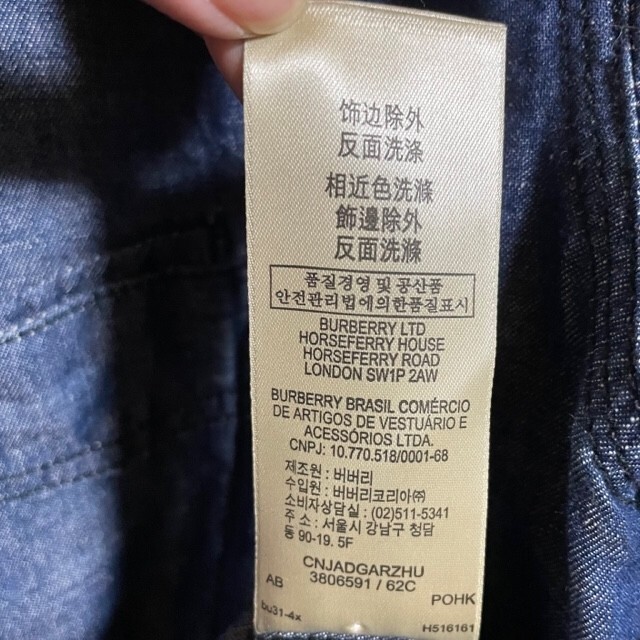 饰边除外
反面洗涤
相近色洗滌
飾邊除外
反面洗滌
품질경영 및 공산품
안전관리법에의한품질표시
BURBERRY LTD
HORSEFERRY HOUSE
HORSEFERRY ROAD
LONDON SW1P 2AW
BURBERRY BRASIL COMÉRCIO
DE ARTIGOS DE VESTUÁRIO E
ACESSÓRIOS LTDA.
CNPJ: 10.770.518/0001-68
제조원 : 버버리
수입원 : 버버리코리아㈜
소비자상담실 : (02)511-5341
주소 : 서울시 강남구 청담
동 90-19. 5F
CNJADGARZHU
3806591 / 62C
AB
POHK
bu31-4x
H516161